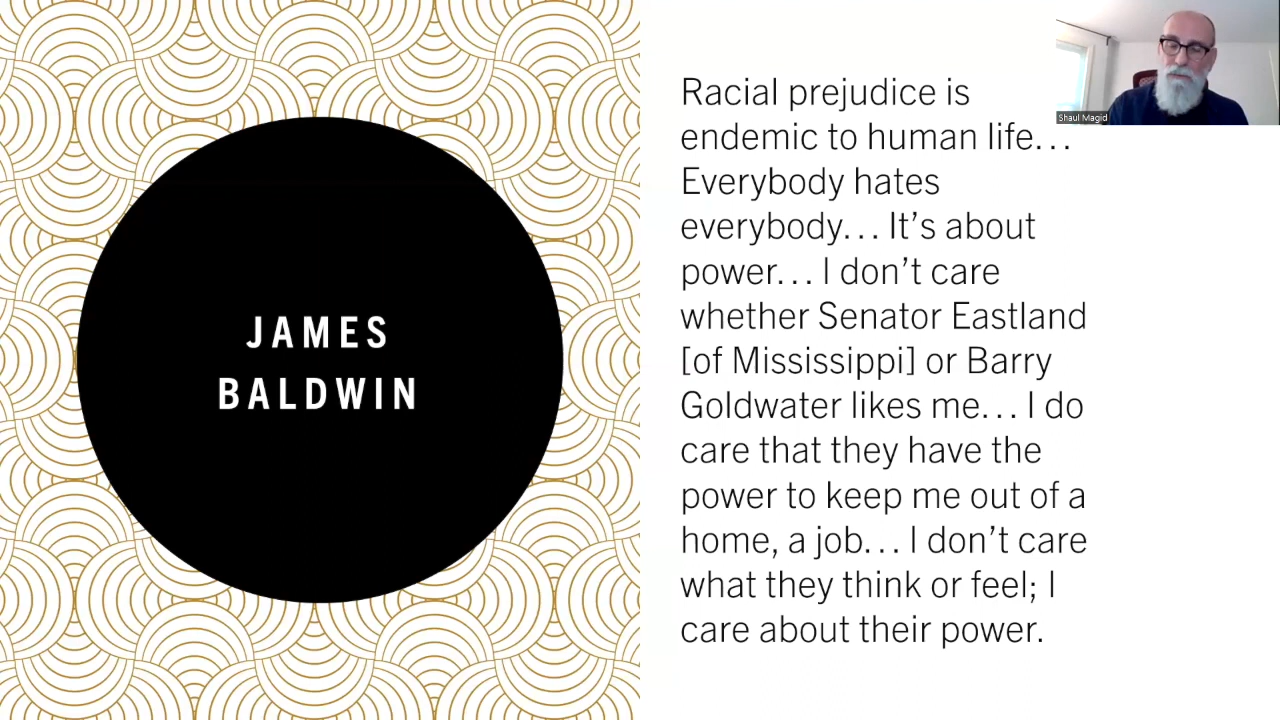 JAMES
BALDWIN
Racial prejudice is
endemic to human life...
Everybody hates
everybody... It’s about
power... I don’t care
whether Senator Eastland
[of Mississippi] or Barry
Goldwater likes me... I do
care that they have the
power to keep me out of a
home, a job... I don’t care
what they think or feel; I
care about their power.
Shaul Magid